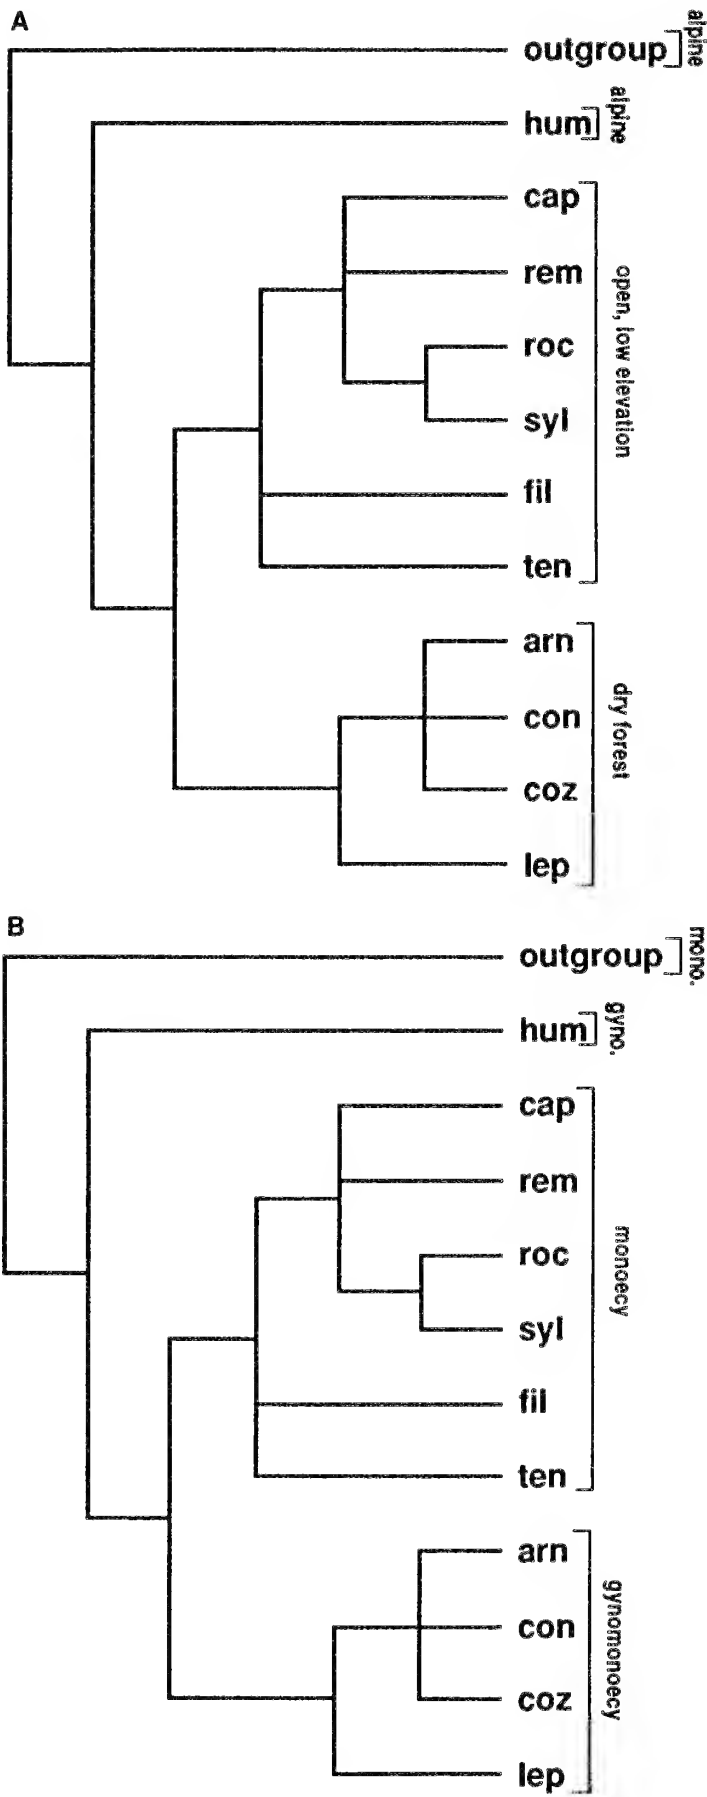 A
outgroup
alpine
hum
alpine
cap
rem
roc
syl
fil
ten
open, low elevation
arn
con
coz
lep
dry forest
B
outgroup
mono.
hum
gyno.
cap
rem
roc
syl
fil
ten
monoecy
arn
con
coz
lep
gynomonoecy